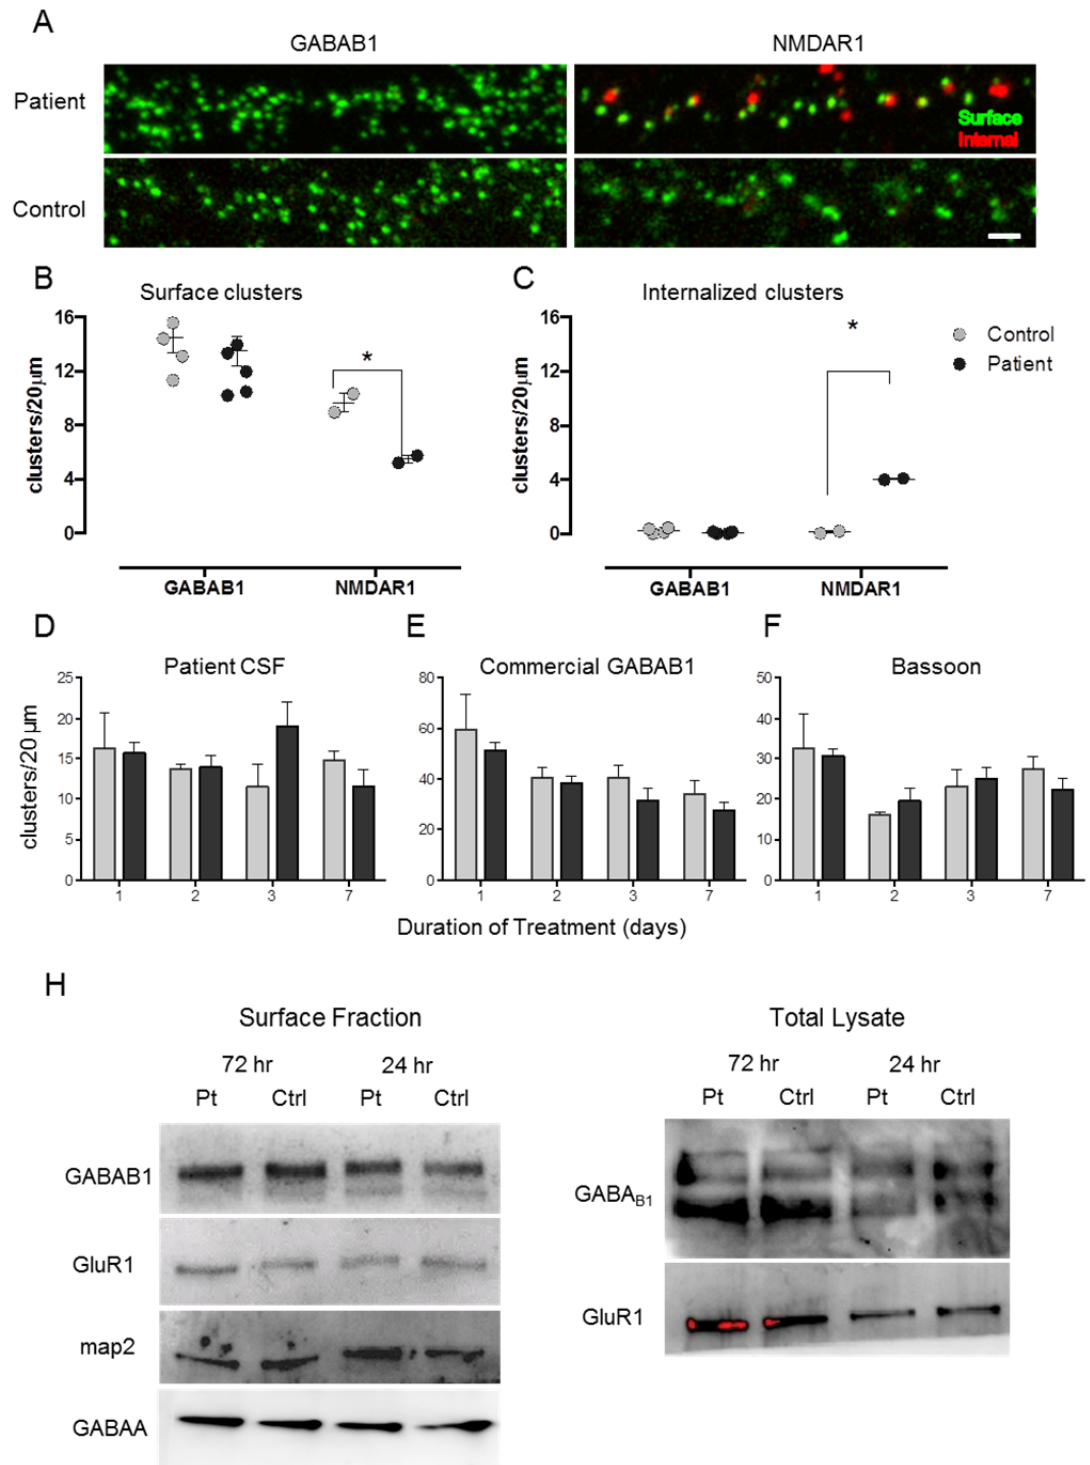 A
GABAB1 NMDAR1
Patient
Surface
Internal
Control
B C
Surface clusters Internalized clusters
16 16
12 12
8 8
4 4
0 0
clusters/20µm clusters/20µm
Control
Patient
* *
GABAB1 NMDAR1 GABAB1 NMDAR1
D E F
Patient CSF Commercial GABAB1 Bassoon
25 80 50
20 60 40
15 40 30
10 20 20
5 0 10
0 0
clusters/20 µm
1 2 3 7 1 2 3 7 1 2 3 7
Duration of Treatment (days)
H
Surface Fraction Total Lysate
72 hr 24 hr 72 hr 24 hr
Pt Ctrl Pt Ctrl Pt Ctrl Pt Ctrl
GABAB1
GABA_B1
GluR1
GluR1
map2
GABAA